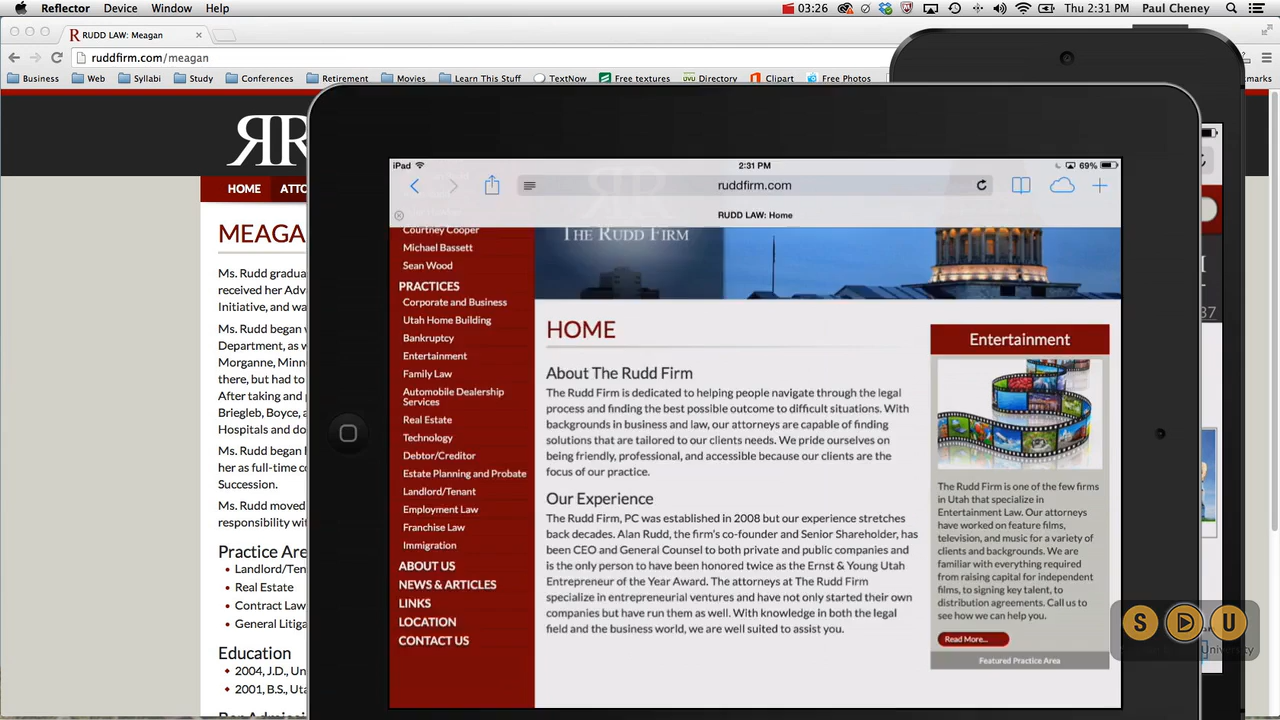 Reflector Device Window Help 03:26 Thu 2:31 PM Paul Cheney
RUDD LAW: Meagan
ruddfirm.com/meagan
Business Web Syllabi Study Conferences Retirement Movies Learn This Stuff TextNow Free textures Directory Clipart Free Photos
RR
HOME
MEAGA
Ms. Rudd gradua
received her Adv
Initiative, and wa
Ms. Rudd began
Department, as w
Morganne, Minn
there, but had to
After taking and
Briegleb, Boyce, a
Hospitals and do
Ms. Rudd began
her as full-time c
Succession.
Ms. Rudd moved
responsibility wi
Practice Are
Landlord/Ten
Real Estate
Contract Law
General Litiga
Education
2004, J.D., Un
2001, B.S., Uta
iPad 2:31 PM 69%
ruddfirm.com
RUDD LAW: Home
Courtney Cooper
Michael Bassett
Sean Wood
PRACTICES
Corporate and Business
Utah Home Building
Bankruptcy
Entertainment
Family Law
Automobile Dealership
Services
Real Estate
Technology
Debtor/Creditor
Estate Planning and Probate
Landlord/Tenant
Employment Law
Franchise Law
Immigration
ABOUT US
NEWS & ARTICLES
LINKS
LOCATION
CONTACT US
THE RUDD FIRM
HOME
About The Rudd Firm
The Rudd Firm is dedicated to helping people navigate through the legal
process and finding the best possible outcome to difficult situations. With
backgrounds in business and law, our attorneys are capable of finding
solutions that are tailored to our clients needs. We pride ourselves on
being friendly, professional, and accessible because our clients are the
focus of our practice.
Our Experience
The Rudd Firm, PC was established in 2008 but our experience stretches
back decades. Alan Rudd, the firm's co-founder and Senior Shareholder, has
been CEO and General Counsel to both private and public companies and
is the only person to have been honored twice as the Ernst & Young Utah
Entrepreneur of the Year Award. The attorneys at The Rudd Firm
specialize in entrepreneurial ventures and have not only started their own
companies but have run them as well. With knowledge in both the legal
field and the business world, we are well suited to assist you.
Entertainment
The Rudd Firm is one of the few firms
in Utah that specialize in
Entertainment Law. Our attorneys
have worked on feature films,
television, and music for a variety of
clients and backgrounds. We are
familiar with everything required
from raising capital for independent
films, to signing key talent, to
distribution agreements. Call us to
see how we can help you.
Read More...
Featured Practice Area
37
S D U
University